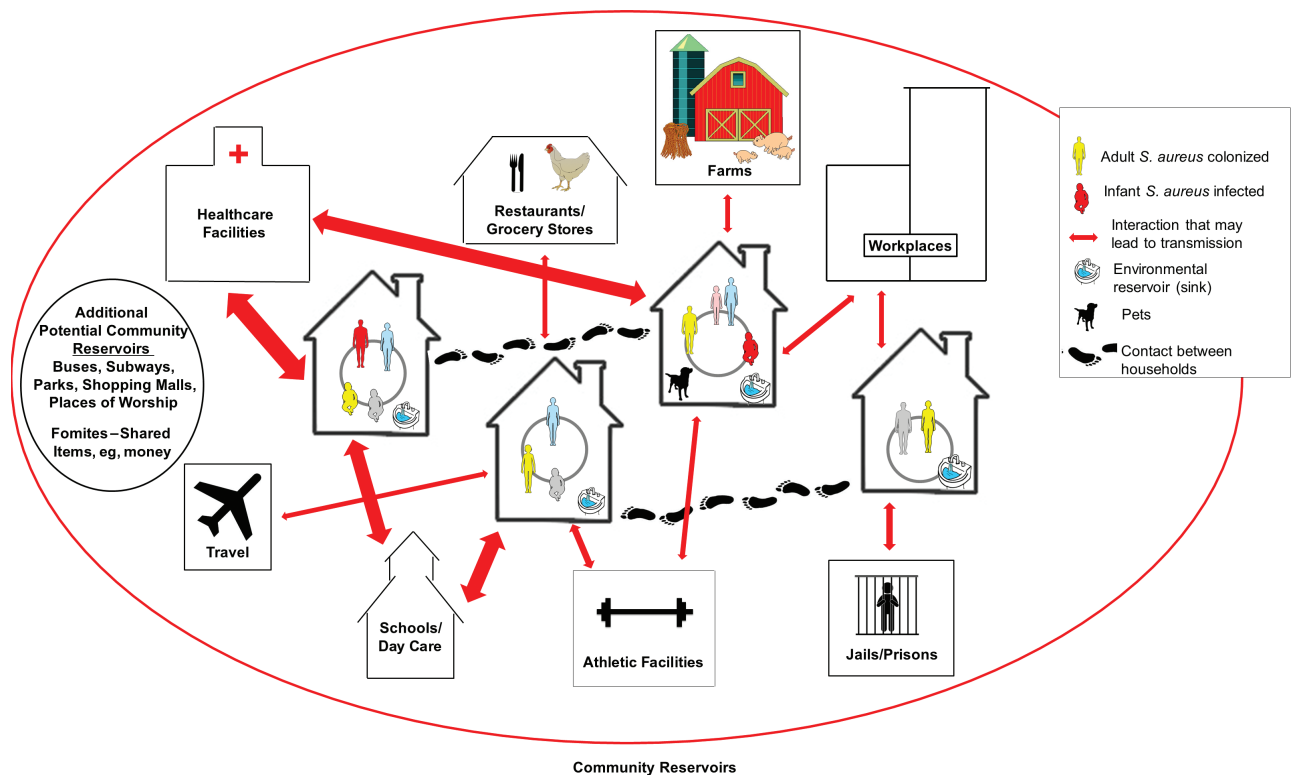 Farms
Healthcare
Facilities
Restaurants/
Grocery Stores
Workplaces
Adult S. aureus colonized
Infant S. aureus infected
Interaction that may
lead to transmission
Environmental
reservoir (sink)
Pets
Contact between
households
Additional
Potential Community
Reservoirs
Buses, Subways,
Parks, Shopping Malls,
Places of Worship
Fomites–Shared
Items, eg, money
Travel
Schools/
Day Care
Athletic Facilities
Jails/Prisons
Community Reservoirs